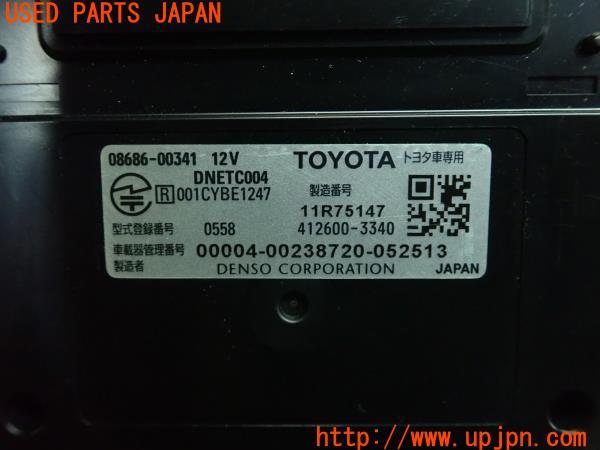 USED PARTS JAPAN
08686-00341 12V TOYOTA トヨタ車専用
DNETC004
R 001CYBE1247 製造番号
11R75147
型式登録番号 0558 412600-3340
車載器管理番号 00004-00238720-052513
製造者 DENSO CORPORATION JAPAN
http://www.upjpn.com/